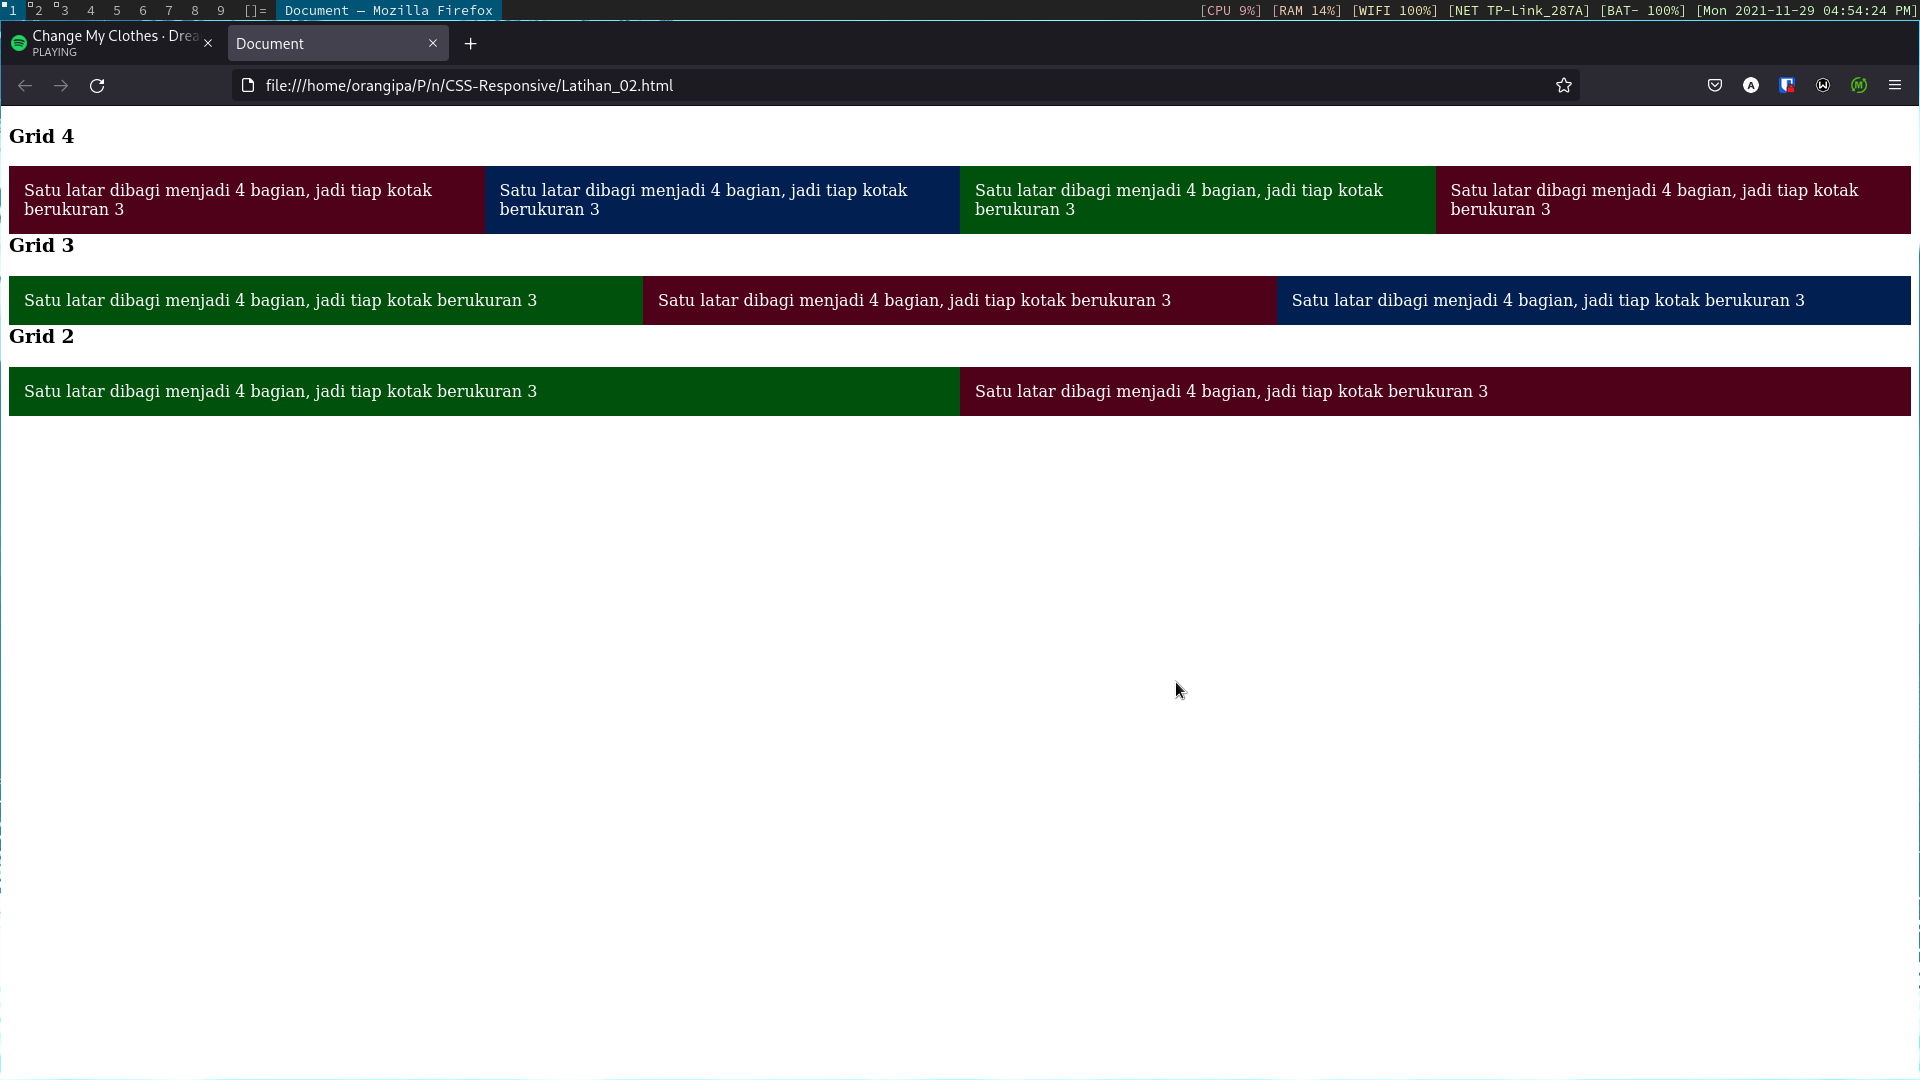 1 2 3 4 5 6 7 8 9 []= Document — Mozilla Firefox [CPU 9%] [RAM 14%] [WIFI 100%] [NET TP-Link_287A] [BAT- 100%] [Mon 2021-11-29 04:54:24 PM]
Change My Clothes · Drea
PLAYING
Document
file:///home/orangipa/P/n/CSS-Responsive/Latihan_02.html
Grid 4
Satu latar dibagi menjadi 4 bagian, jadi tiap kotak
berukuran 3
Satu latar dibagi menjadi 4 bagian, jadi tiap kotak
berukuran 3
Satu latar dibagi menjadi 4 bagian, jadi tiap kotak
berukuran 3
Satu latar dibagi menjadi 4 bagian, jadi tiap kotak
berukuran 3
Grid 3
Satu latar dibagi menjadi 4 bagian, jadi tiap kotak berukuran 3
Satu latar dibagi menjadi 4 bagian, jadi tiap kotak berukuran 3
Satu latar dibagi menjadi 4 bagian, jadi tiap kotak berukuran 3
Grid 2
Satu latar dibagi menjadi 4 bagian, jadi tiap kotak berukuran 3
Satu latar dibagi menjadi 4 bagian, jadi tiap kotak berukuran 3